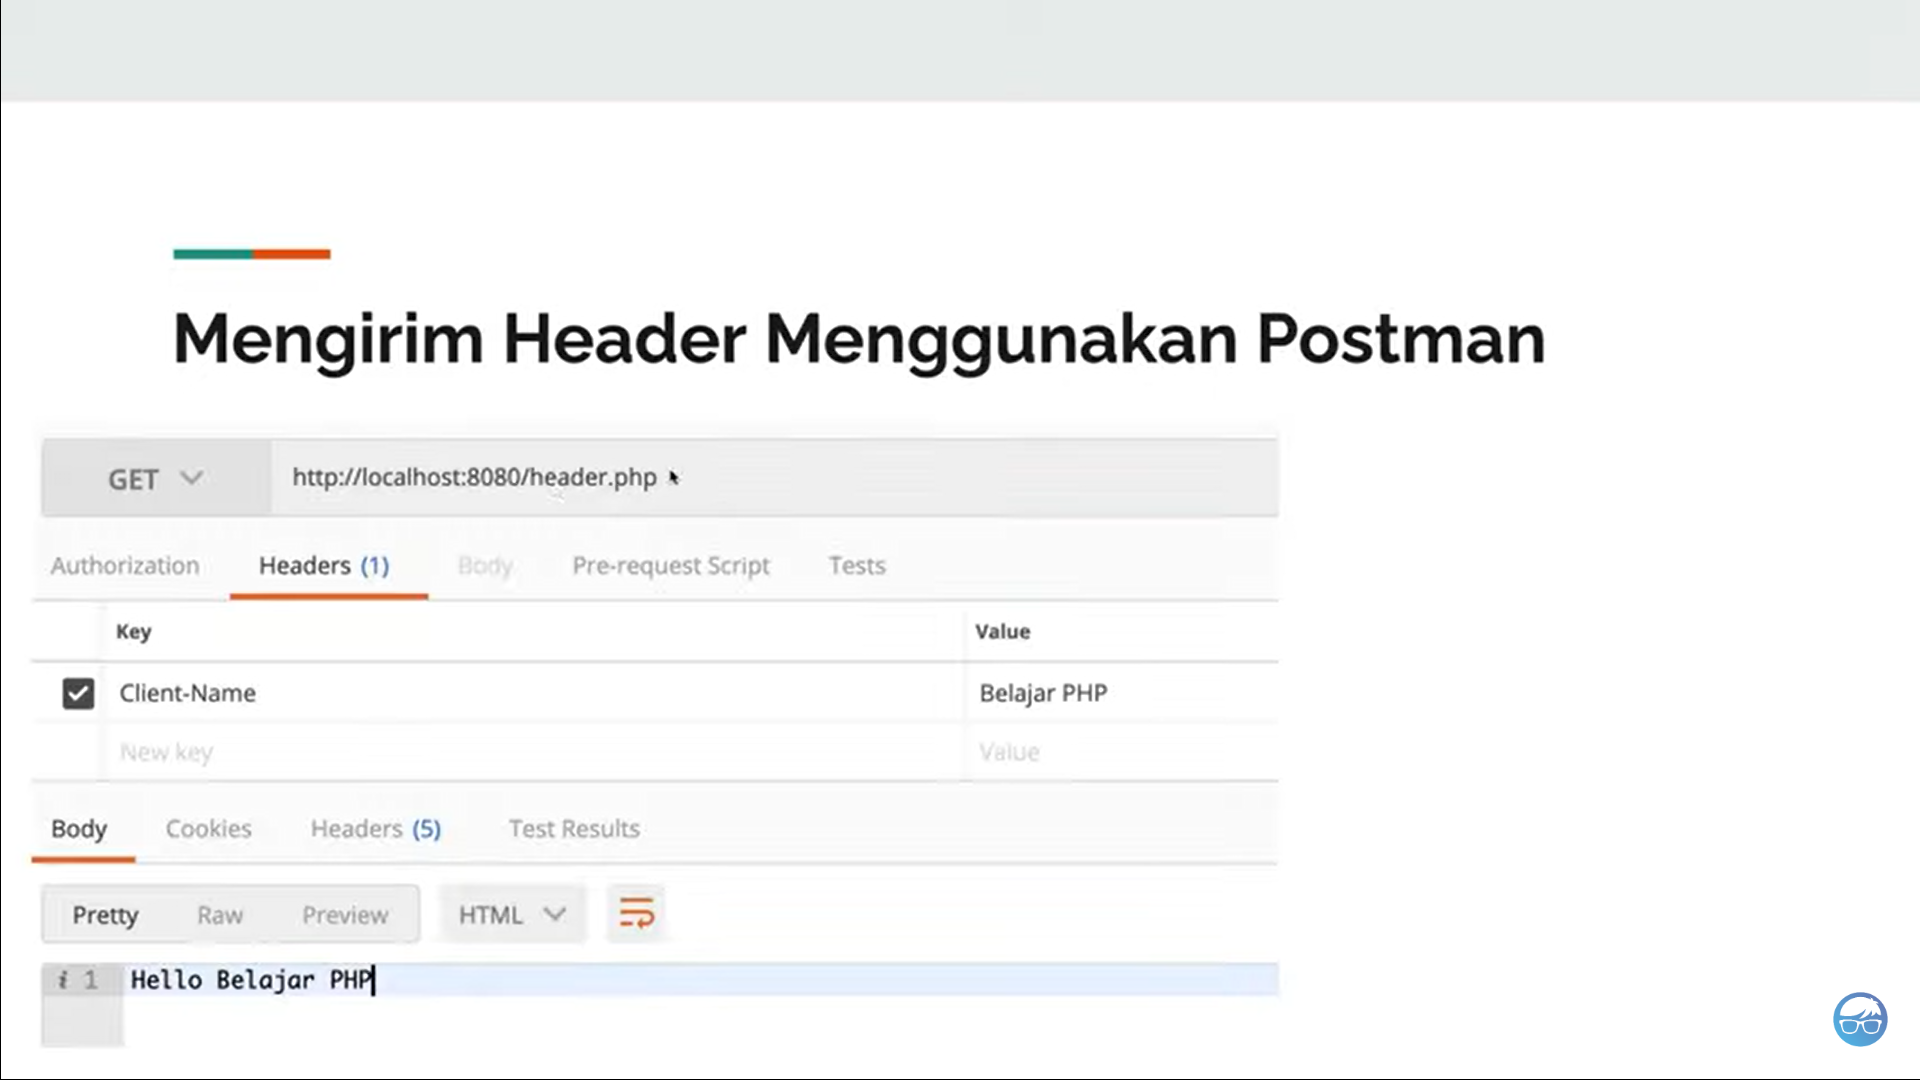 Mengirim Header Menggunakan Postman
GET http://localhost:8080/header.php
Authorization Headers (1) Body Pre-request Script Tests
Key Value
Client-Name Belajar PHP
New key Value
Body Cookies Headers (5) Test Results
Pretty Raw Preview HTML
i 1 Hello Belajar PHP